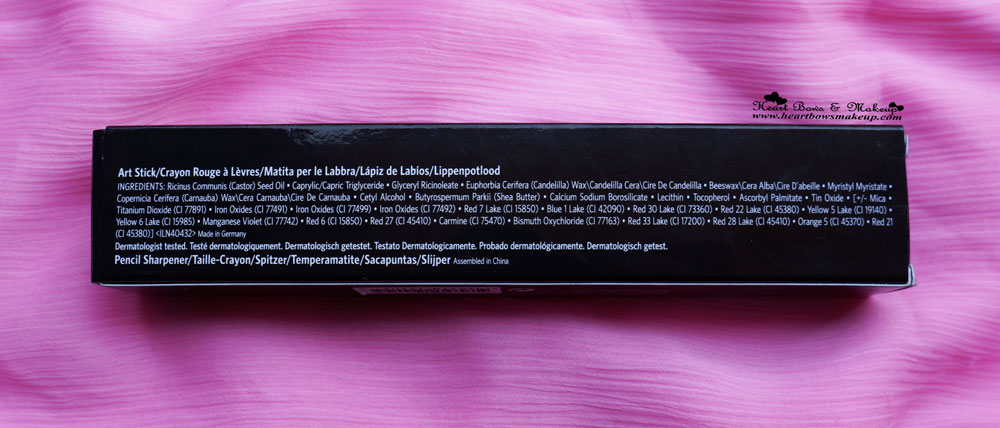 Heart Bows & Makeup
www.heartbowsmakeup.com
Art Stick/Crayon Rouge à Lèvres/Matita per le Labbra/Lápiz de Labios/Lippenpotlood
INGREDIENTS: Ricinus Communis (Castor) Seed Oil • Caprylic/Capric Triglyceride • Glyceryl Ricinoleate • Euphorbia Cerifera (Candelilla) Wax\Candelilla Cera\Cire De Candelilla • Beeswax\Cera Alba\Cire D'abeille • Myristyl Myristate •
Copernicia Cerifera (Carnauba) Wax\Cera Carnauba\Cire De Carnauba • Cetyl Alcohol • Butyrospermum Parkii (Shea Butter) • Calcium Sodium Borosilicate • Lecithin • Tocopherol • Ascorbyl Palmitate • Tin Oxide • [+/- Mica •
Titanium Dioxide (CI 77891) • Iron Oxides (CI 77491) • Iron Oxides (CI 77499) • Iron Oxides (CI 77492) • Red 7 Lake (CI 15850) • Blue 1 Lake (CI 42090) • Red 30 Lake (CI 73360) • Red 22 Lake (CI 45380) • Yellow 5 Lake (CI 19140) •
Yellow 6 Lake (CI 15985) • Manganese Violet (CI 77742) • Red 6 (CI 15850) • Red 27 (CI 45410) • Carmine (CI 75470) • Bismuth Oxychloride (CI 77163) • Red 33 Lake (CI 17200) • Red 28 Lake (CI 45410) • Orange 5 (CI 45370) • Red 21
(CI 45380)] <ILN40432> Made in Germany
Dermatologist tested. Testé dermatologiquement. Dermatologisch getestet. Testato Dermatologicamente. Probado dermatológicamente. Dermatologisch getest.
Pencil Sharpener/Taille-Crayon/Spitzer/Temperamatite/Sacapuntas/Slijper Assembled in China